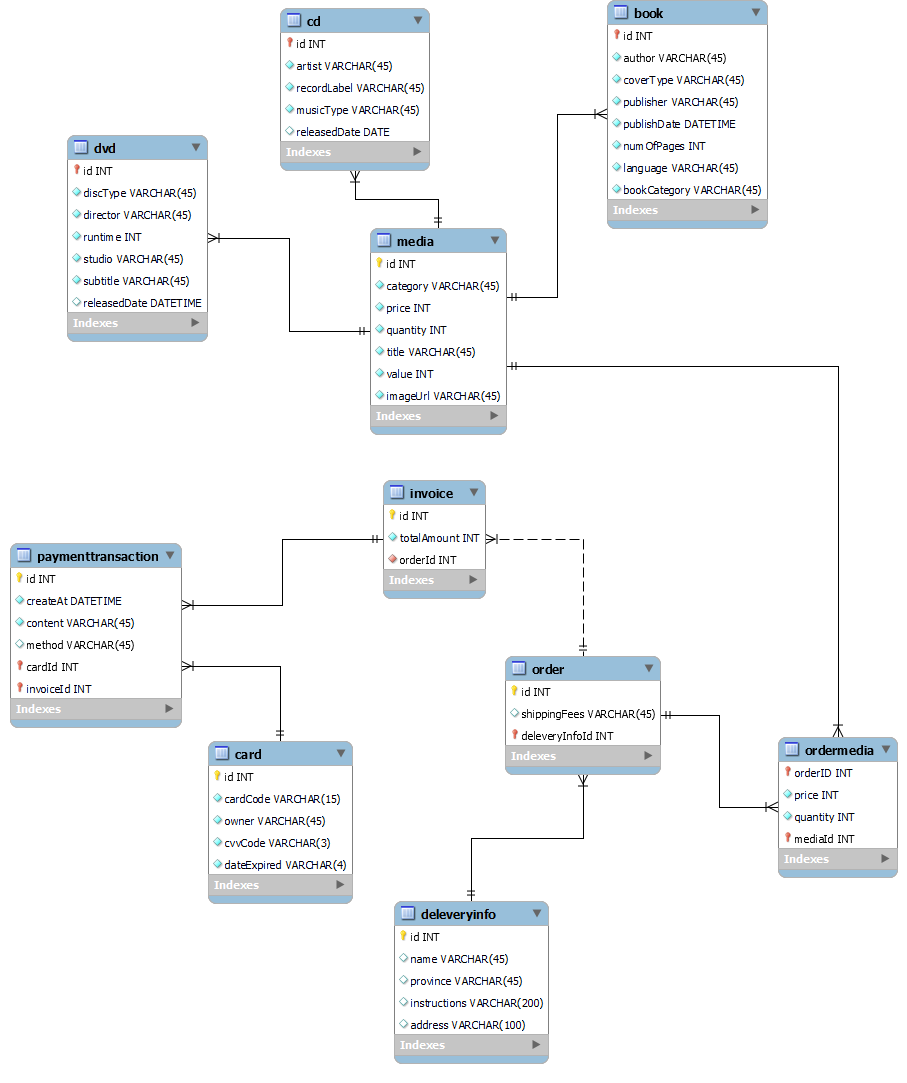 cd
id INT
artist VARCHAR(45)
recordLabel VARCHAR(45)
musicType VARCHAR(45)
releasedDate DATE
Indexes
book
id INT
author VARCHAR(45)
coverType VARCHAR(45)
publisher VARCHAR(45)
publishDate DATETIME
numOfPages INT
language VARCHAR(45)
bookCategory VARCHAR(45)
Indexes
dvd
id INT
discType VARCHAR(45)
director VARCHAR(45)
runtime INT
studio VARCHAR(45)
subtitle VARCHAR(45)
releasedDate DATETIME
Indexes
media
id INT
category VARCHAR(45)
price INT
quantity INT
title VARCHAR(45)
value INT
imageUrl VARCHAR(45)
Indexes
invoice
id INT
totalAmount INT
orderId INT
Indexes
paymenttransaction
id INT
createAt DATETIME
content VARCHAR(45)
method VARCHAR(45)
cardId INT
invoiceId INT
Indexes
order
id INT
shippingFees VARCHAR(45)
deleveryInfoId INT
Indexes
card
id INT
cardCode VARCHAR(15)
owner VARCHAR(45)
cvvCode VARCHAR(3)
dateExpired VARCHAR(4)
Indexes
ordermedia
orderID INT
price INT
quantity INT
mediaId INT
Indexes
deleveryinfo
id INT
name VARCHAR(45)
province VARCHAR(45)
instructions VARCHAR(200)
address VARCHAR(100)
Indexes